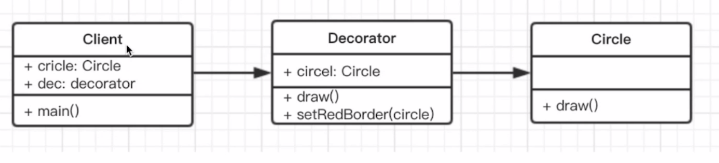 Client
+ cricle: Circle
+ dec: decorator
+ main()
Decorator
+ circel: Circle
+ draw()
+ setRedBorder(circle)
Circle
+ draw()